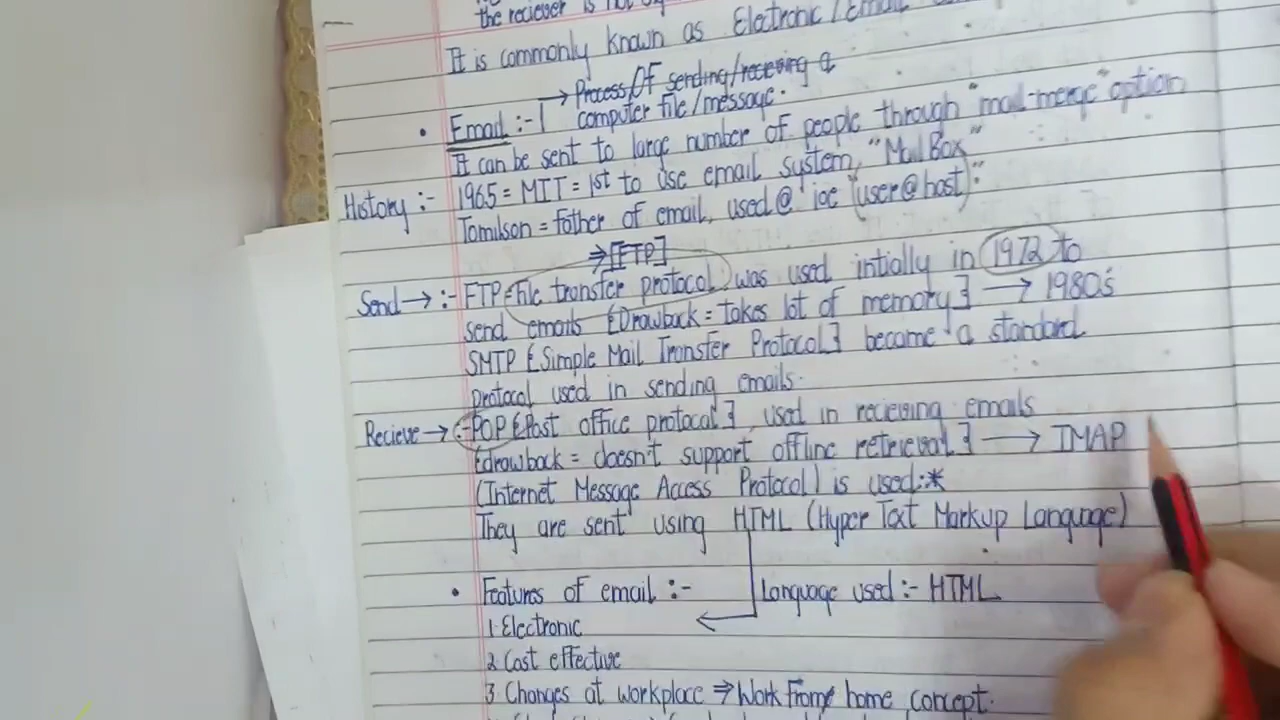 the reciever is not
It is commonly known as Electronic/Email
→ Process Of sending/receiving a
computer file/message.
• Email :-
It can be sent to large number of people through "mail-merge" option
History :- 1965 = MIT = 1st to use email system, "MailBox"
Tomilson = father of email, used @ ioe (user@host).
⇒ [FTP]
Send → :- FTP = file transfer protocol was used intially in 1972 to
send emails {Drawback = takes lot of memory} → 1980's
SMTP {Simple Mail Transfer Protocol} became a standard
protocol used in sending emails.
Recieve → :- POP {Post office protocal}, used in recieving emails
{drawback = doesn't support offline retrieval} → IMAP
(Internet Message Access Protocol) is used:*
They are sent using HTML (Hyper Text Markup Language)
• Features of email :- Language used :- HTML
1. Electronic
2. Cost effective
3. Changes at workplace ⇒ Work from home concept.